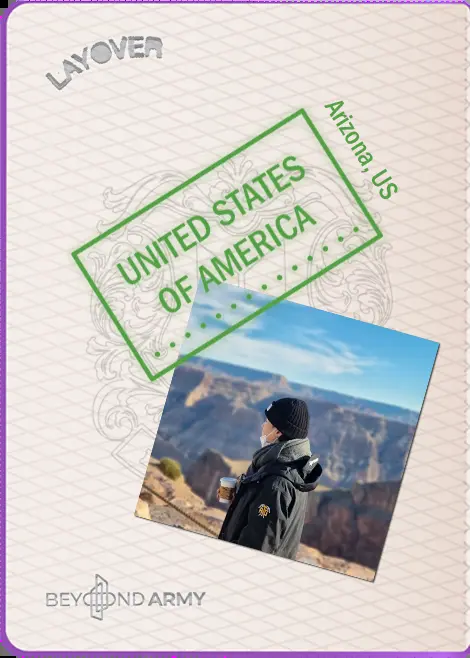 LAYOVER
Arizona, US
UNITED STATES
OF AMERICA
BEYOND ARMY